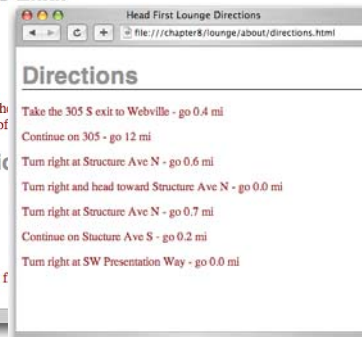 Head First Lounge Directions
file:///chapter8/lounge/about/directions.html
Directions
Take the 305 S exit to Webville - go 0.4 mi
Continue on 305 - go 12 mi
Turn right at Structure Ave N - go 0.6 mi
Turn right and head toward Structure Ave N - go 0.0 mi
Turn right at Structure Ave N - go 0.7 mi
Continue on Stucture Ave S - go 0.2 mi
Turn right at SW Presentation Way - go 0.0 mi